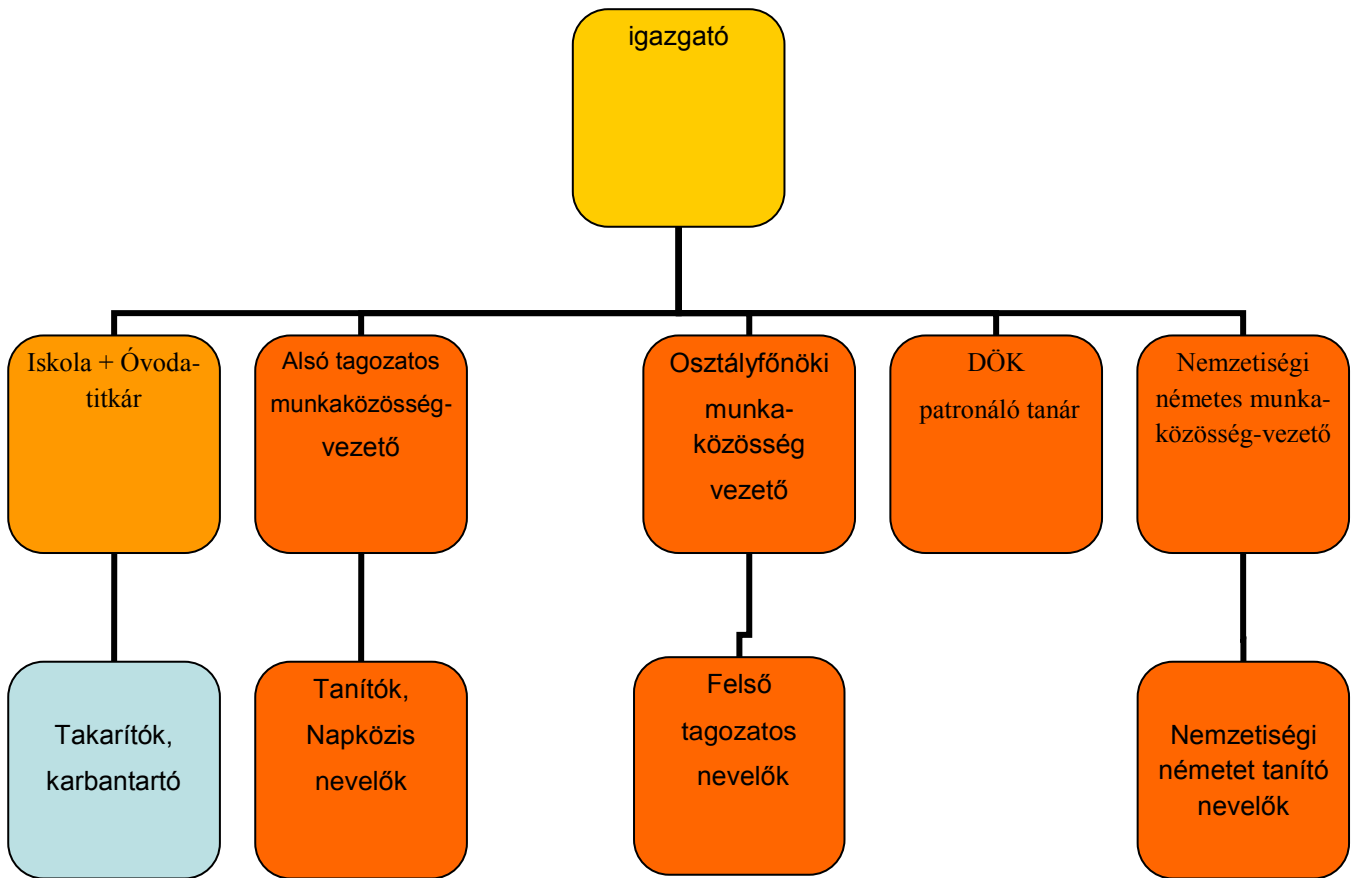 igazgató
Iskola + Óvoda-
titkár
Alsó tagozatos
munkaközösség-
vezető
Osztályfőnöki
munka-
közösség
vezető
DÖK
patronáló tanár
Nemzetiségi
németes munka-
közösség-vezető
Takarítók,
karbantartó
Tanítók,
Napközis
nevelők
Felső
tagozatos
nevelők
Nemzetiségi
németet tanító
nevelők